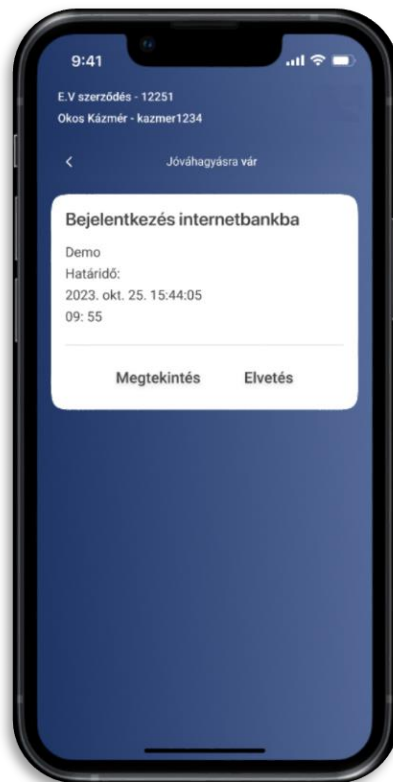 9:41
E.V szerződés - 12251
Okos Kázmér - kazmer1234
Jóváhagyásra vár
Bejelentkezés internetbankba
Demo
Határidő:
2023. okt. 25. 15:44:05
09: 55
Megtekintés Elvetés